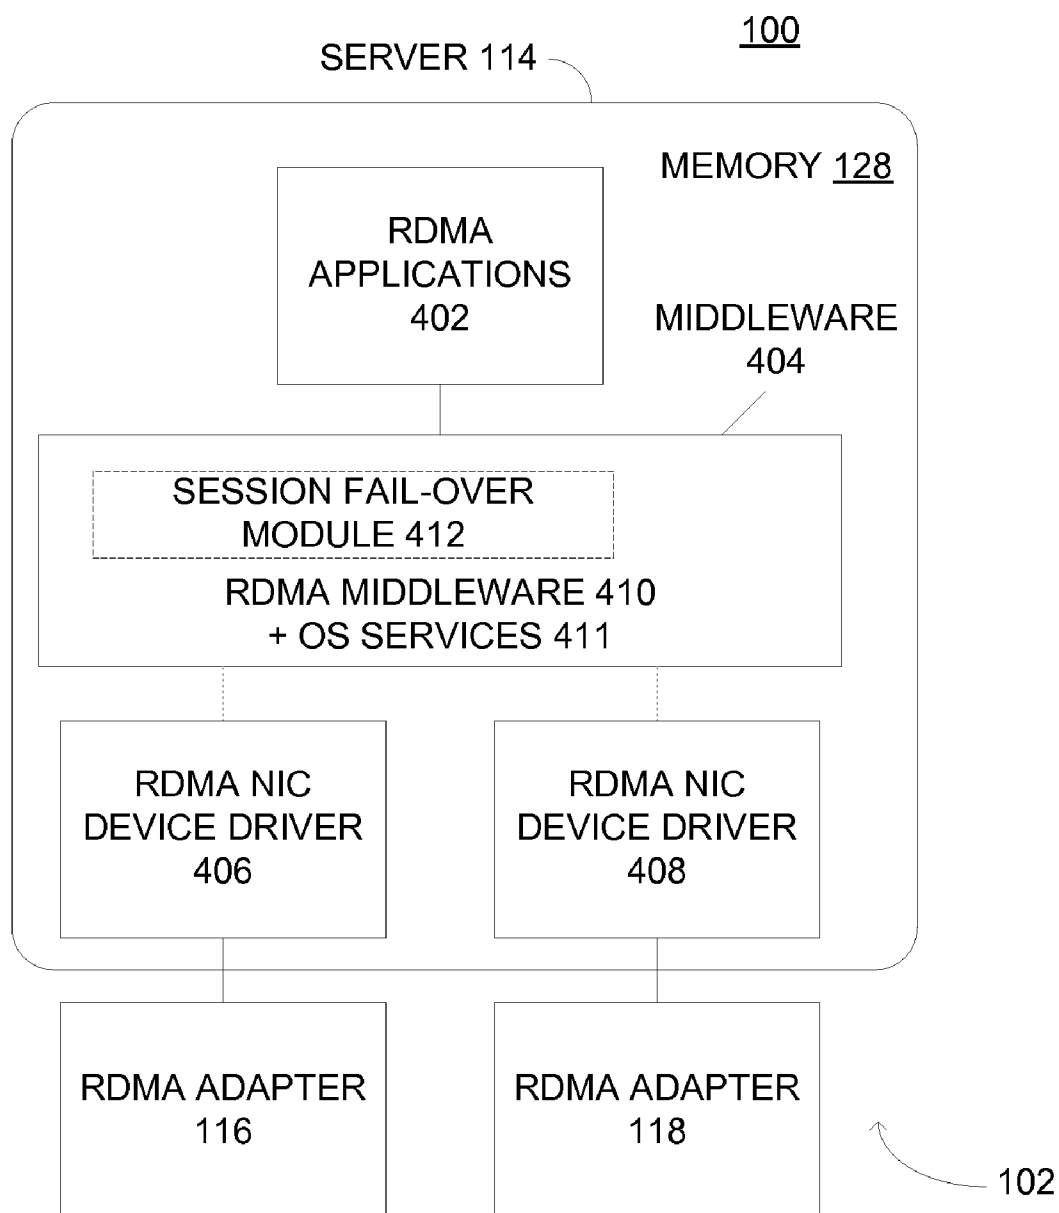 100
SERVER 114
MEMORY 128
RDMA
APPLICATIONS
402
MIDDLEWARE
404
SESSION FAIL-OVER
MODULE 412
RDMA MIDDLEWARE 410
+ OS SERVICES 411
RDMA NIC
DEVICE DRIVER
406
RDMA NIC
DEVICE DRIVER
408
RDMA ADAPTER
116
RDMA ADAPTER
118
102